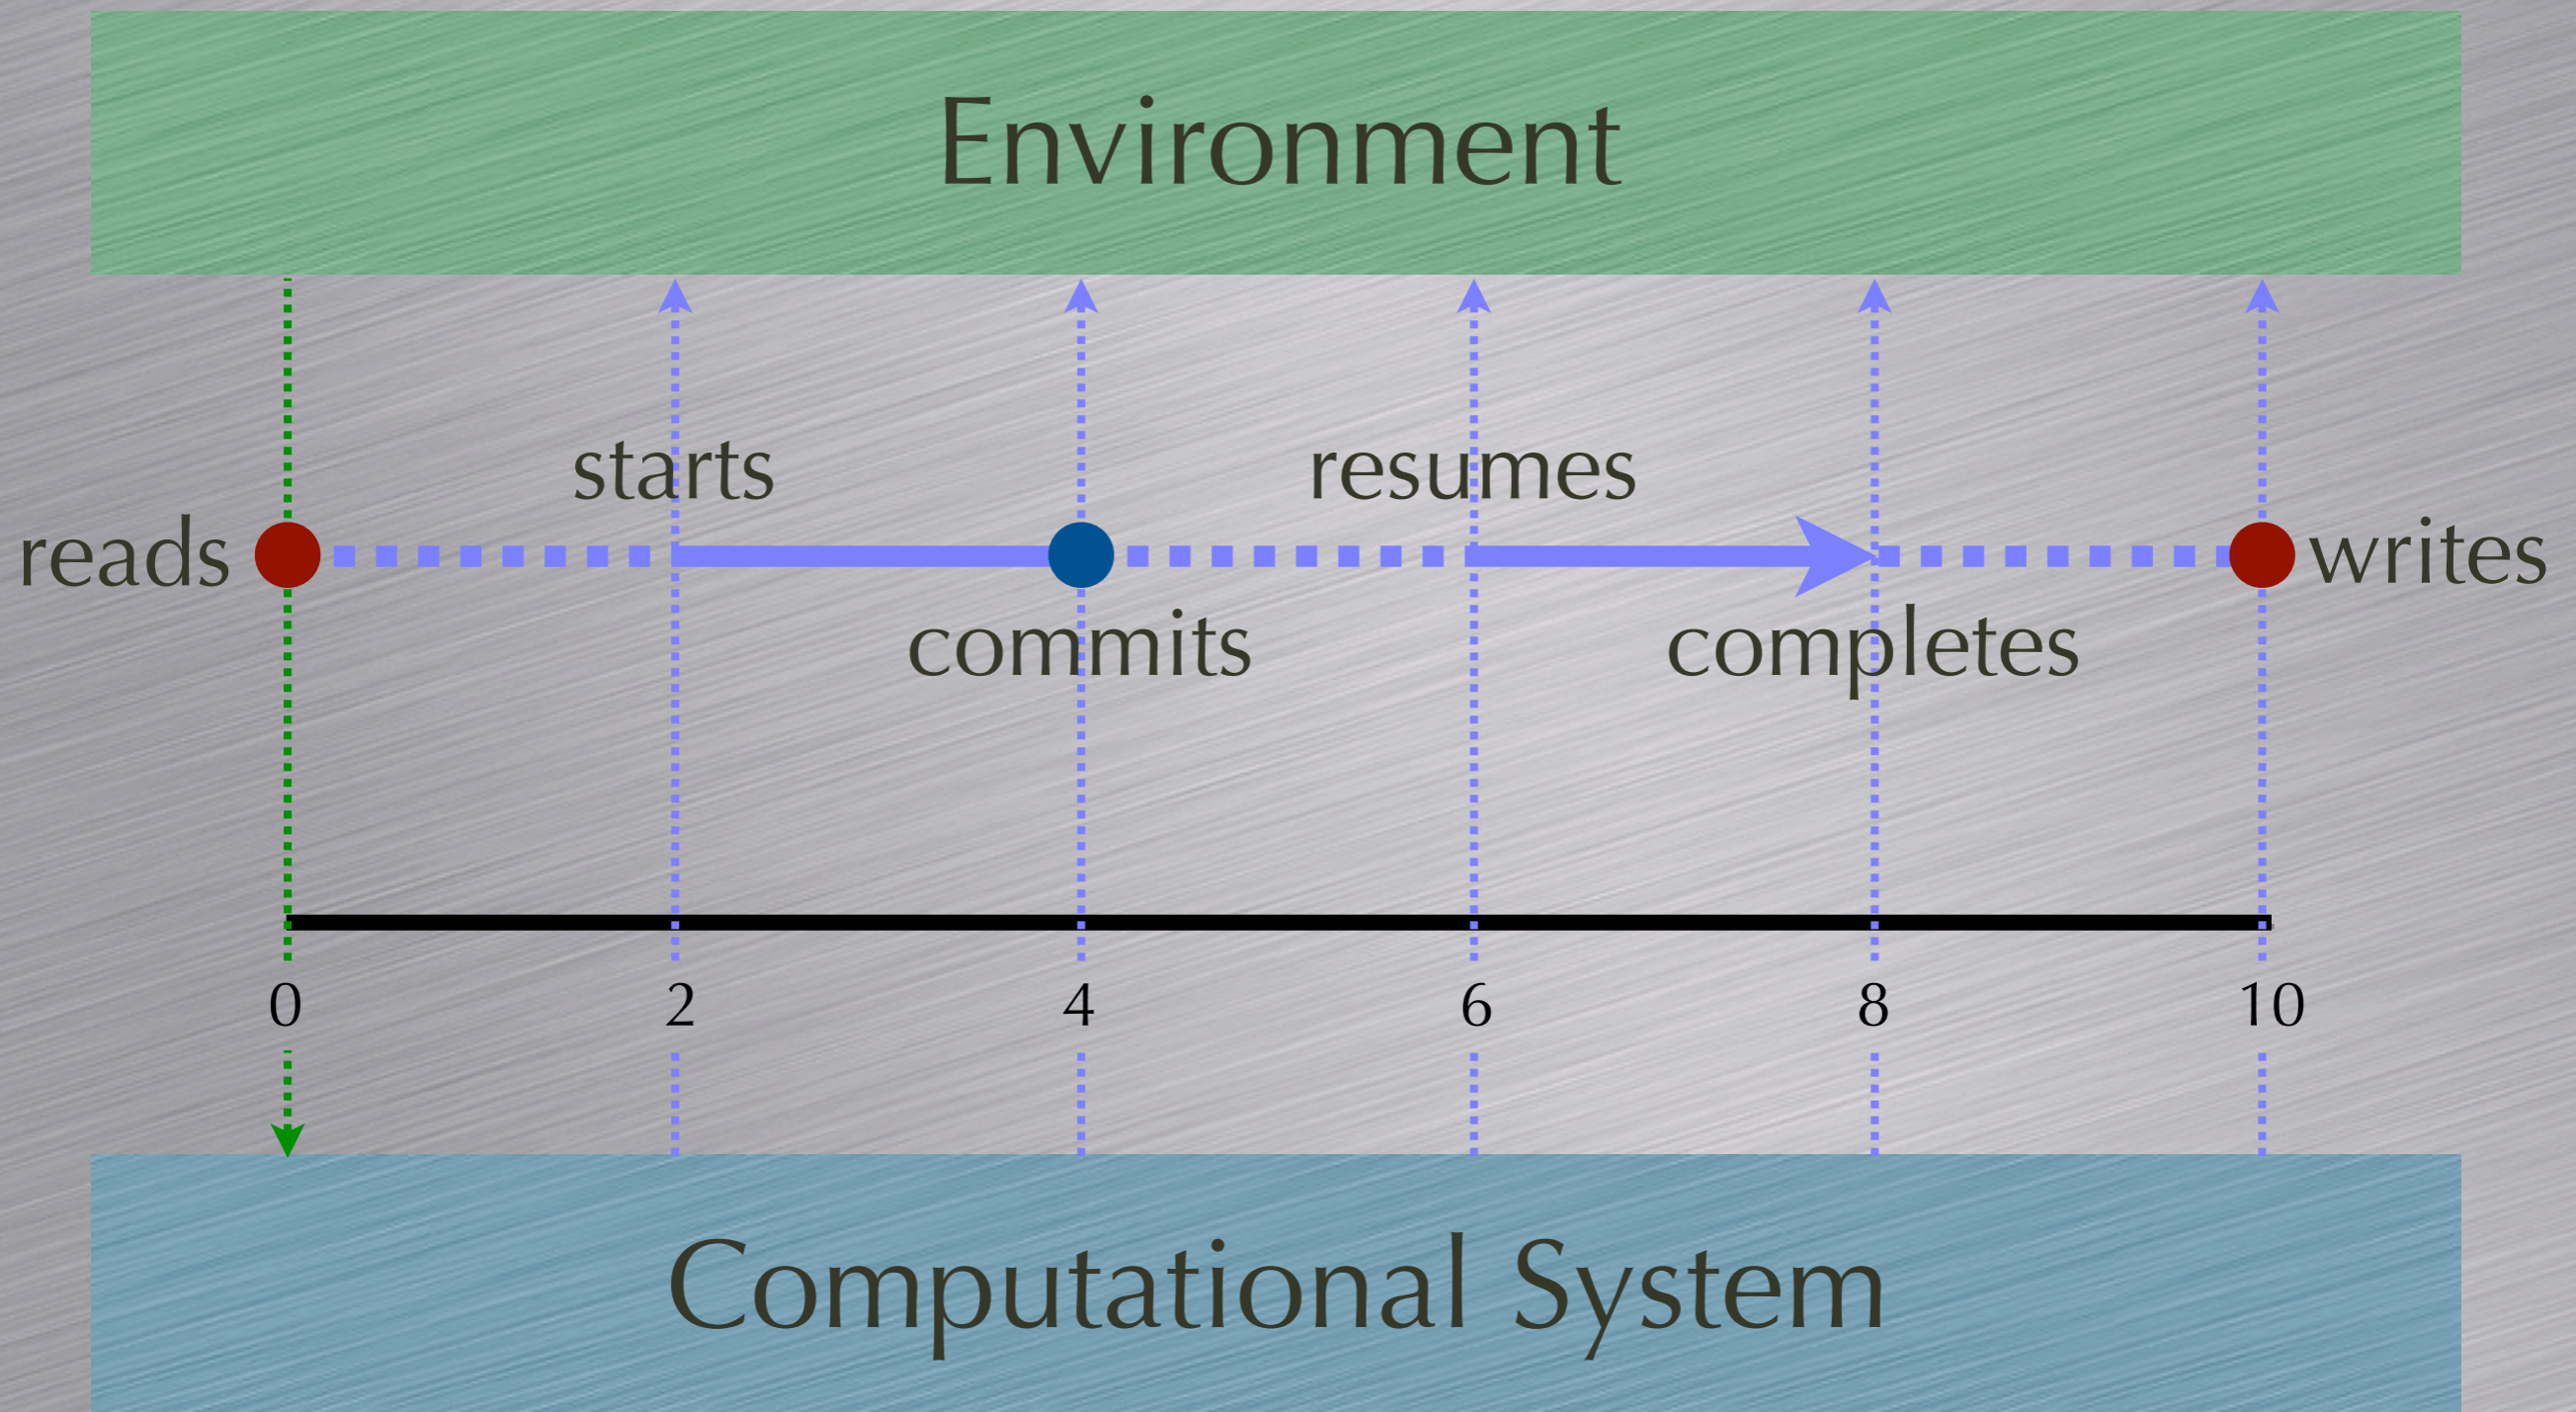 Environment
starts
resumes
reads
writes
commits
completes
0 2 4 6 8 10
Computational System